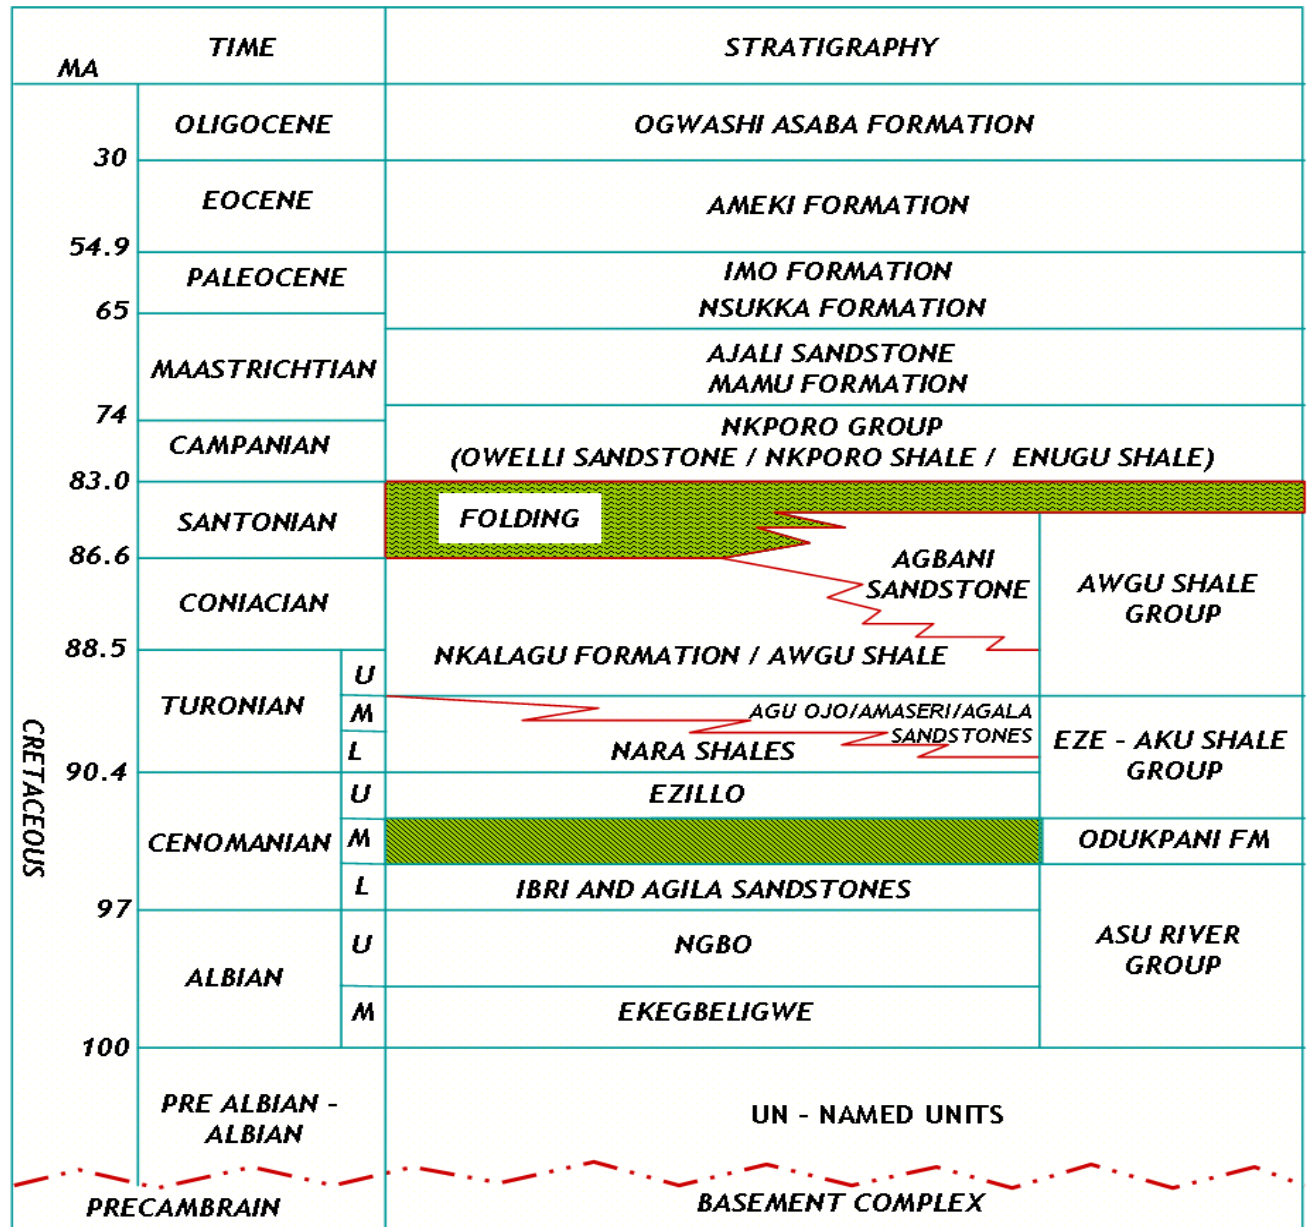 MA
TIME
STRATIGRAPHY
OLIGOCENE
OGWASHI ASABA FORMATION
30
EOCENE
AMEKI FORMATION
54.9
PALEOCENE
IMO FORMATION
NSUKKA FORMATION
65
MAASTRICHTIAN
AJALI SANDSTONE
MAMU FORMATION
74
CAMPANIAN
NKPORO GROUP
(OWELLI SANDSTONE / NKPORO SHALE / ENUGU SHALE)
83.0
SANTONIAN
FOLDING
86.6
CONIACIAN
AGBANI
SANDSTONE
AWGU SHALE
GROUP
88.5
NKALAGU FORMATION / AWGU SHALE
TURONIAN
U
M
L
AGU OJO/AMASERI/AGALA
SANDSTONES
NARA SHALES
EZE - AKU SHALE
GROUP
90.4
CRETACEOUS
CENOMANIAN
U
EZILLO
M
ODUKPANI FM
L
IBRI AND AGILA SANDSTONES
97
ALBIAN
U
NGBO
ASU RIVER
GROUP
M
EKEGBELIGWE
100
PRE ALBIAN -
ALBIAN
UN - NAMED UNITS
PRECAMBRAIN
BASEMENT COMPLEX